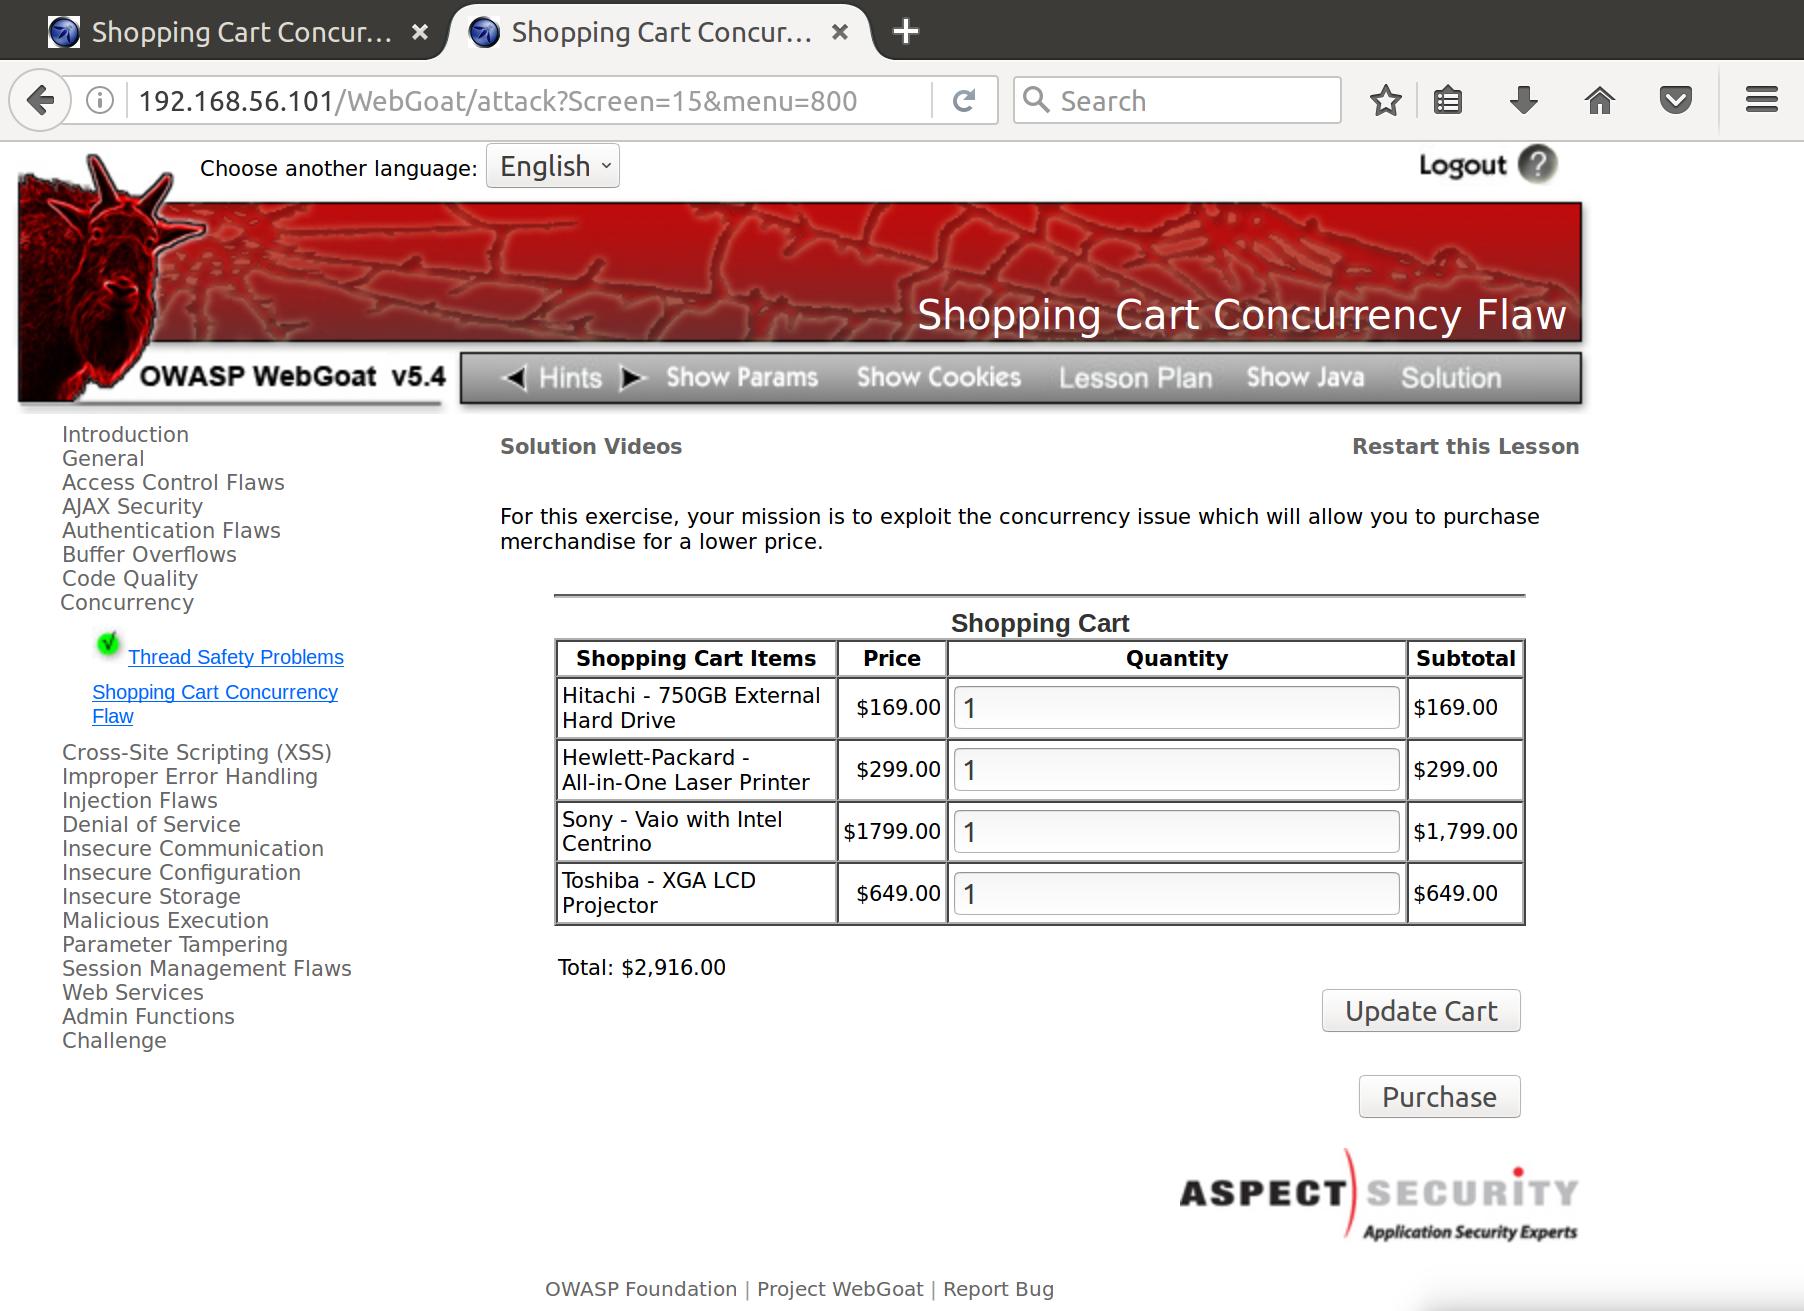 Shopping Cart Concur... ×
Shopping Cart Concur... ×
192.168.56.101/WebGoat/attack?Screen=15&menu=800
Search
Choose another language: English
Logout ?
Shopping Cart Concurrency Flaw
OWASP WebGoat v5.4
Hints Show Params Show Cookies Lesson Plan Show Java Solution
Introduction
General
Access Control Flaws
AJAX Security
Authentication Flaws
Buffer Overflows
Code Quality
Concurrency
Thread Safety Problems
Shopping Cart Concurrency
Flaw
Cross-Site Scripting (XSS)
Improper Error Handling
Injection Flaws
Denial of Service
Insecure Communication
Insecure Configuration
Insecure Storage
Malicious Execution
Parameter Tampering
Session Management Flaws
Web Services
Admin Functions
Challenge
Solution Videos
Restart this Lesson
For this exercise, your mission is to exploit the concurrency issue which will allow you to purchase
merchandise for a lower price.
Shopping Cart
Shopping Cart Items Price Quantity Subtotal
Hitachi - 750GB External
Hard Drive
$169.00 1 $169.00
Hewlett-Packard -
All-in-One Laser Printer
$299.00 1 $299.00
Sony - Vaio with Intel
Centrino
$1799.00 1 $1,799.00
Toshiba - XGA LCD
Projector
$649.00 1 $649.00
Total: $2,916.00
Update Cart
Purchase
ASPECT SECURITY
Application Security Experts
OWASP Foundation | Project WebGoat | Report Bug